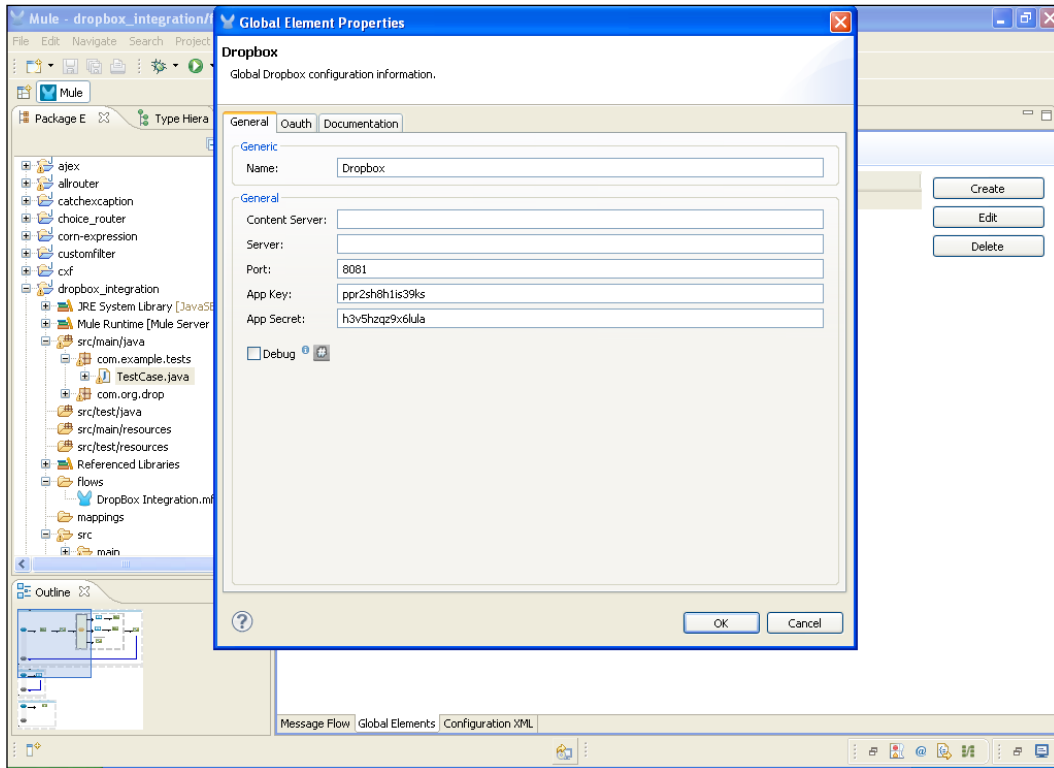 Mule - dropbox_integration/f
File Edit Navigate Search Project
Mule
Package E
Type Hiera
ajex
allrouter
catchexcaption
choice_router
corn-expression
customfilter
cxf
dropbox_integration
JRE System Library [JavaSE
Mule Runtime [Mule Server
src/main/java
com.example.tests
TestCase.java
com.org.drop
src/test/java
src/main/resources
src/test/resources
Referenced Libraries
flows
DropBox Integration.mf
mappings
src
main
Outline
Global Element Properties
Dropbox
Global Dropbox configuration information.
General Oauth Documentation
Generic
Name: Dropbox
General
Content Server:
Server:
Port: 8081
App Key: ppr2sh8h1is39ks
App Secret: h3v5hzqz9x6lula
Debug
OK Cancel
Create
Edit
Delete
Message Flow Global Elements Configuration XML